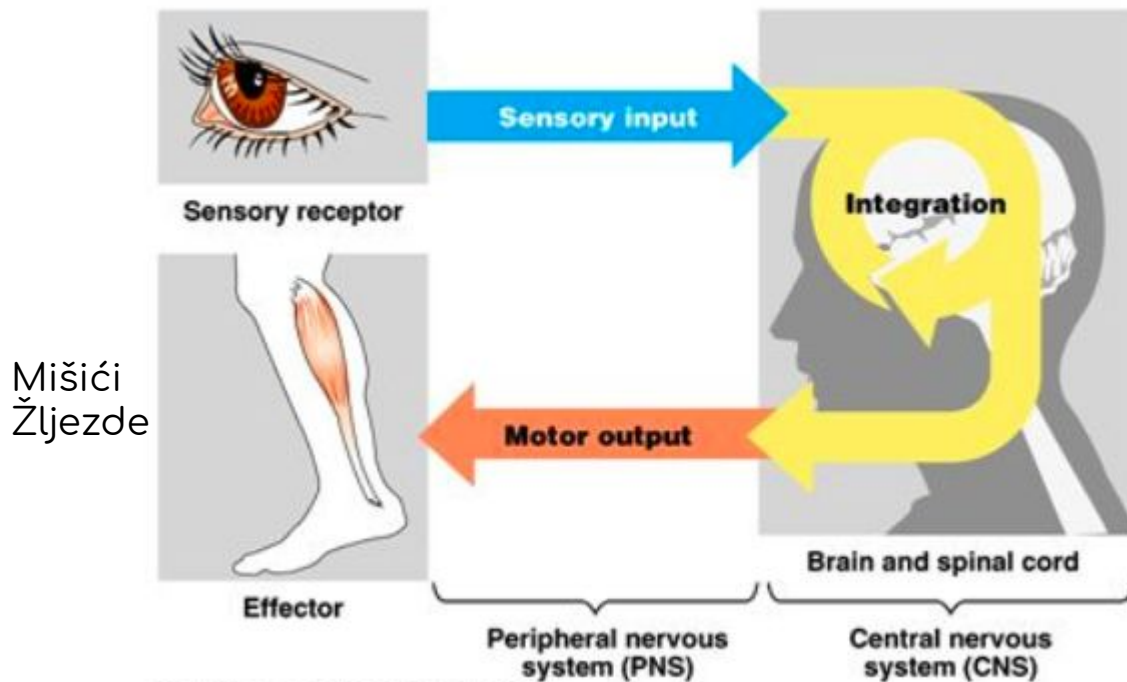 Sensory input
Sensory receptor
Integration
Mišići
Žljezde
Motor output
Effector
Brain and spinal cord
Peripheral nervous
system (PNS)
Central nervous
system (CNS)